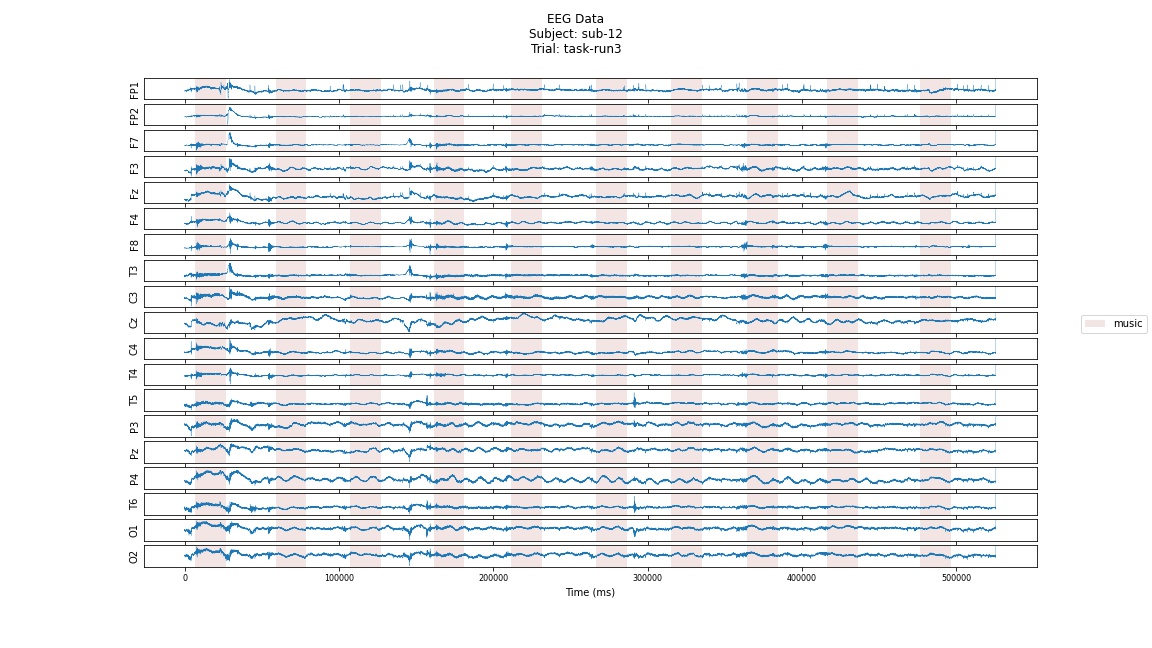 EEG Data
Subject: sub-12
Trial: task-run3
FP1
FP2
F7
F3
Fz
F4
F8
T3
C3
Cz
C4
T4
T5
P3
Pz
P4
T6
O1
O2
music
0 100000 200000 300000 400000 500000
Time (ms)